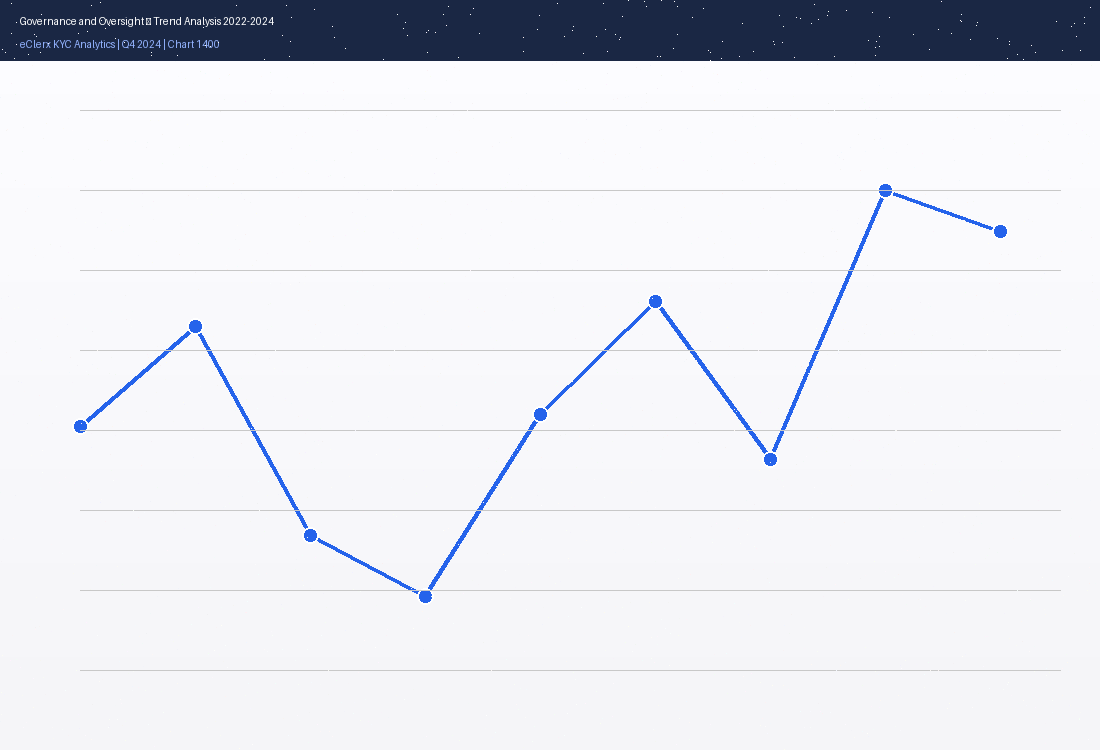 Governance and Oversight ▯ Trend Analysis 2022-2024
eClerx KYC Analytics | Q4 2024 | Chart 1400